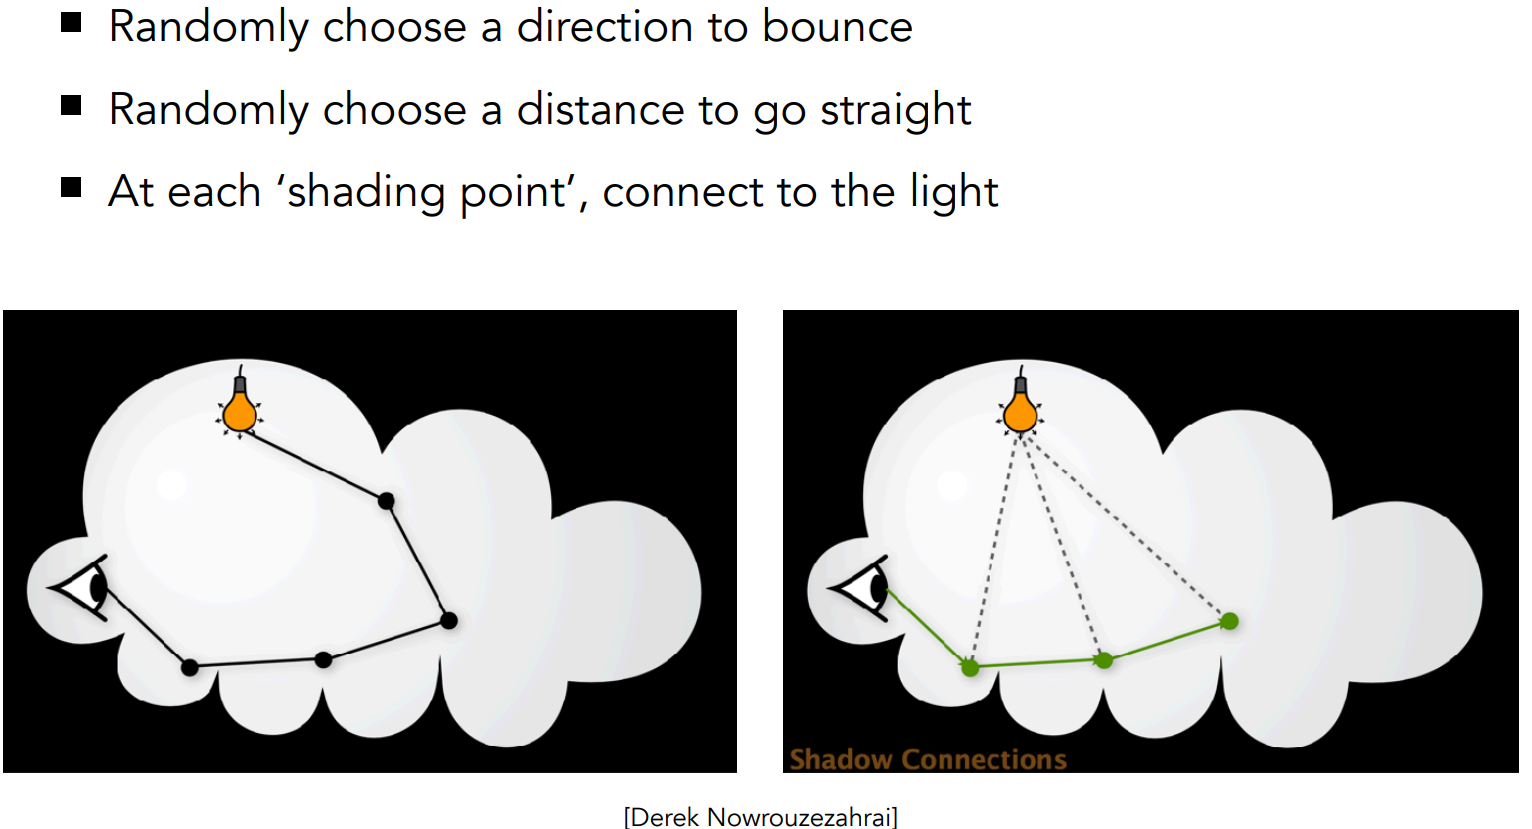 Randomly choose a direction to bounce
Randomly choose a distance to go straight
At each ‘shading point’, connect to the light
Shadow Connections
[Derek Nowrouzezahrai]